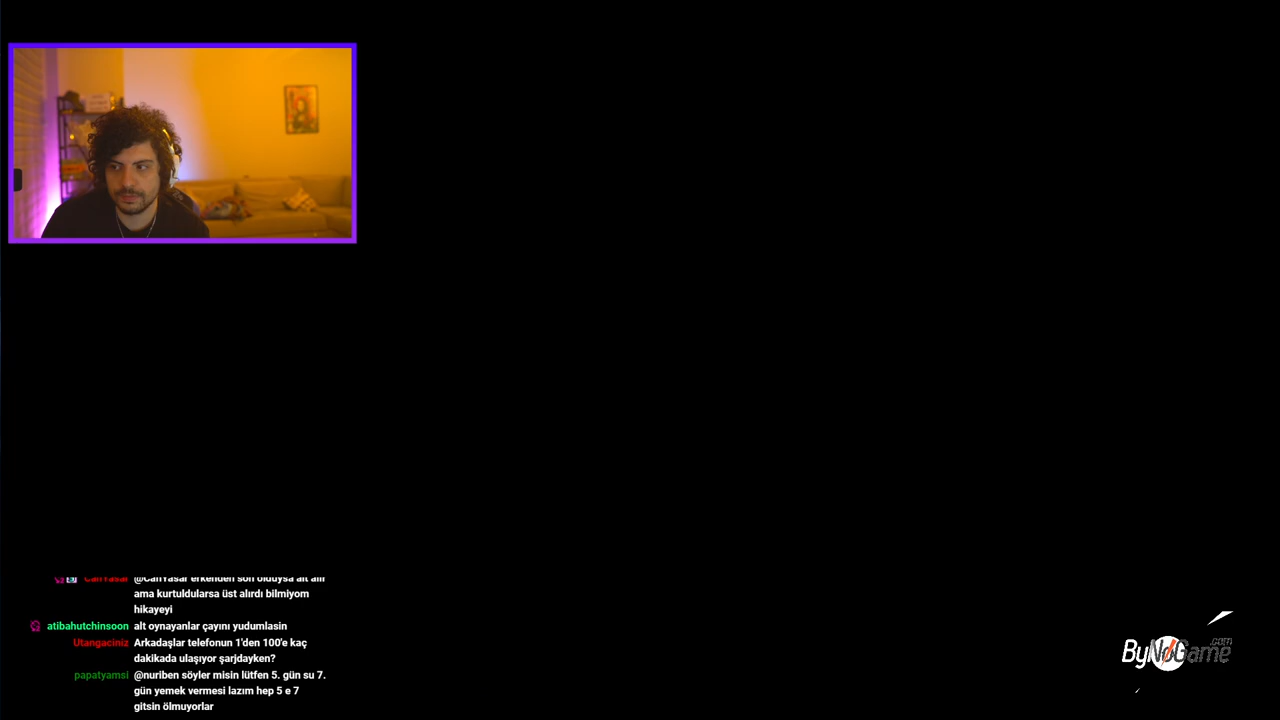 CanYasar @CanYasar erkenden son olduysa alt alır
ama kurtuldularsa üst alırdı bilmiyom
hikayeyi
atibahutchinsoon alt oynayanlar çayını yudumlasin
Utangaciniz Arkadaşlar telefonun 1'den 100'e kaç
dakikada ulaşıyor şarjdayken?
papatyamsi @nuriben söyler misin lütfen 5. gün su 7.
gün yemek vermesi lazım hep 5 e 7
gitsin ölmuyorlar
ByNoGame
.com